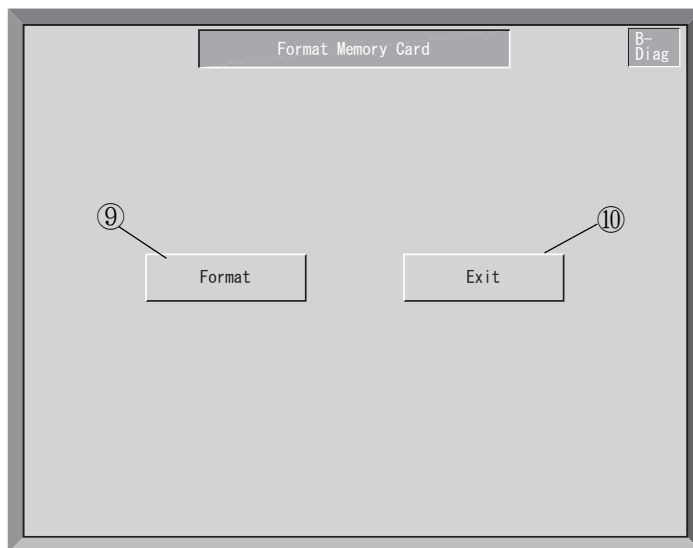 Format Memory Card
B-
Diag
⑨
⑩
Format
Exit